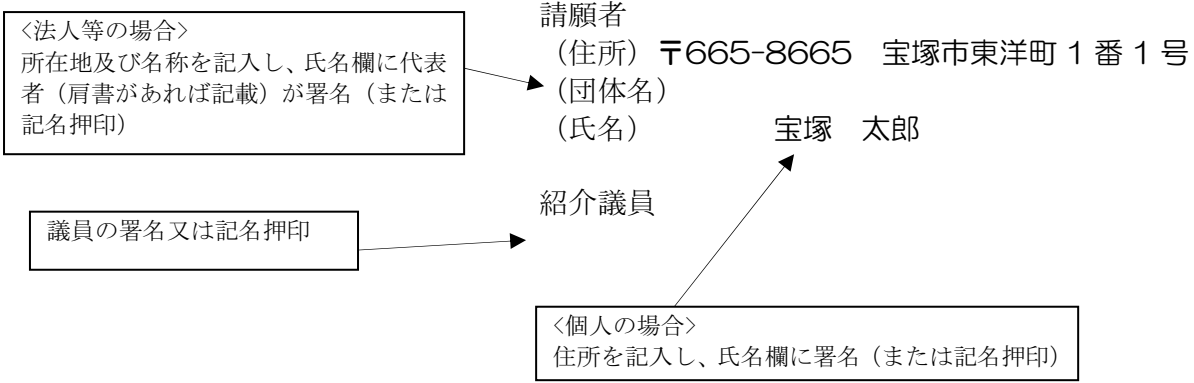 <法人等の場合>
所在地及び名称を記入し、氏名欄に代表
者（肩書があれば記載）が署名（または
記名押印）
請願者
（住所）〒665-8665　宝塚市東洋町１番１号
（団体名）
（氏名）　宝塚　太郎
紹介議員
議員の署名又は記名押印
<個人の場合>
住所を記入し、氏名欄に署名（または記名押印）